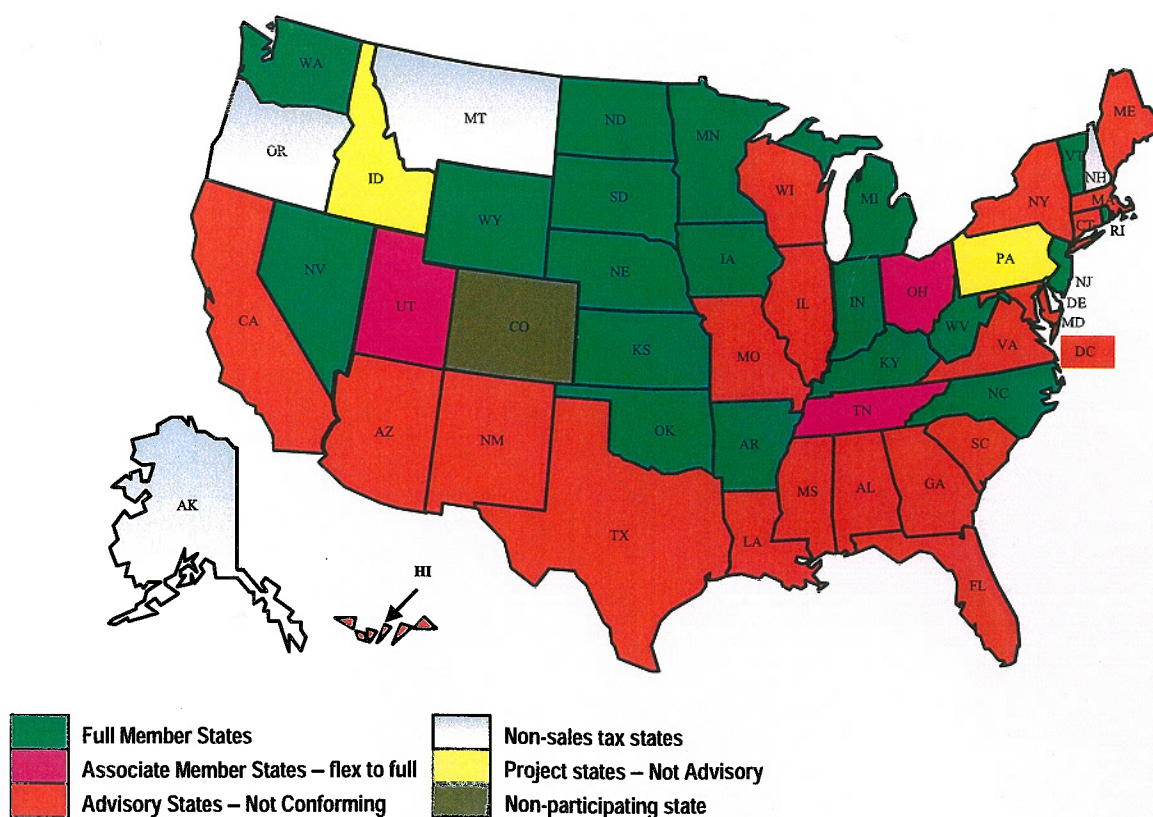 WA
MT
ND
MN
ME
OR
ID
VT
NH
WI
SD
MI
NY
MA
WY
CT
RI
IA
PA
NV
NE
NJ
UT
IN
OH
DE
CO
IL
WV
MD
CA
KS
MO
VA
DC
KY
NC
TN
AZ
NM
OK
AR
SC
MS
AL
GA
AK
TX
LA
HI
FL
Full Member States
Associate Member States – flex to full
Advisory States – Not Conforming
Non-sales tax states
Project states – Not Advisory
Non-participating state